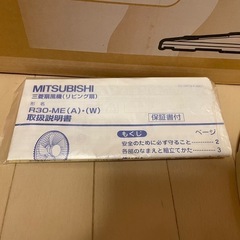 MITSUBISHI
三菱扇風機(リビング扇)
形名
R30-ME(A)・(W)
取扱説明書
保証書付
もくじ
ページ
安全のために必ず守ること 2
各部のなまえと組立てかた 3